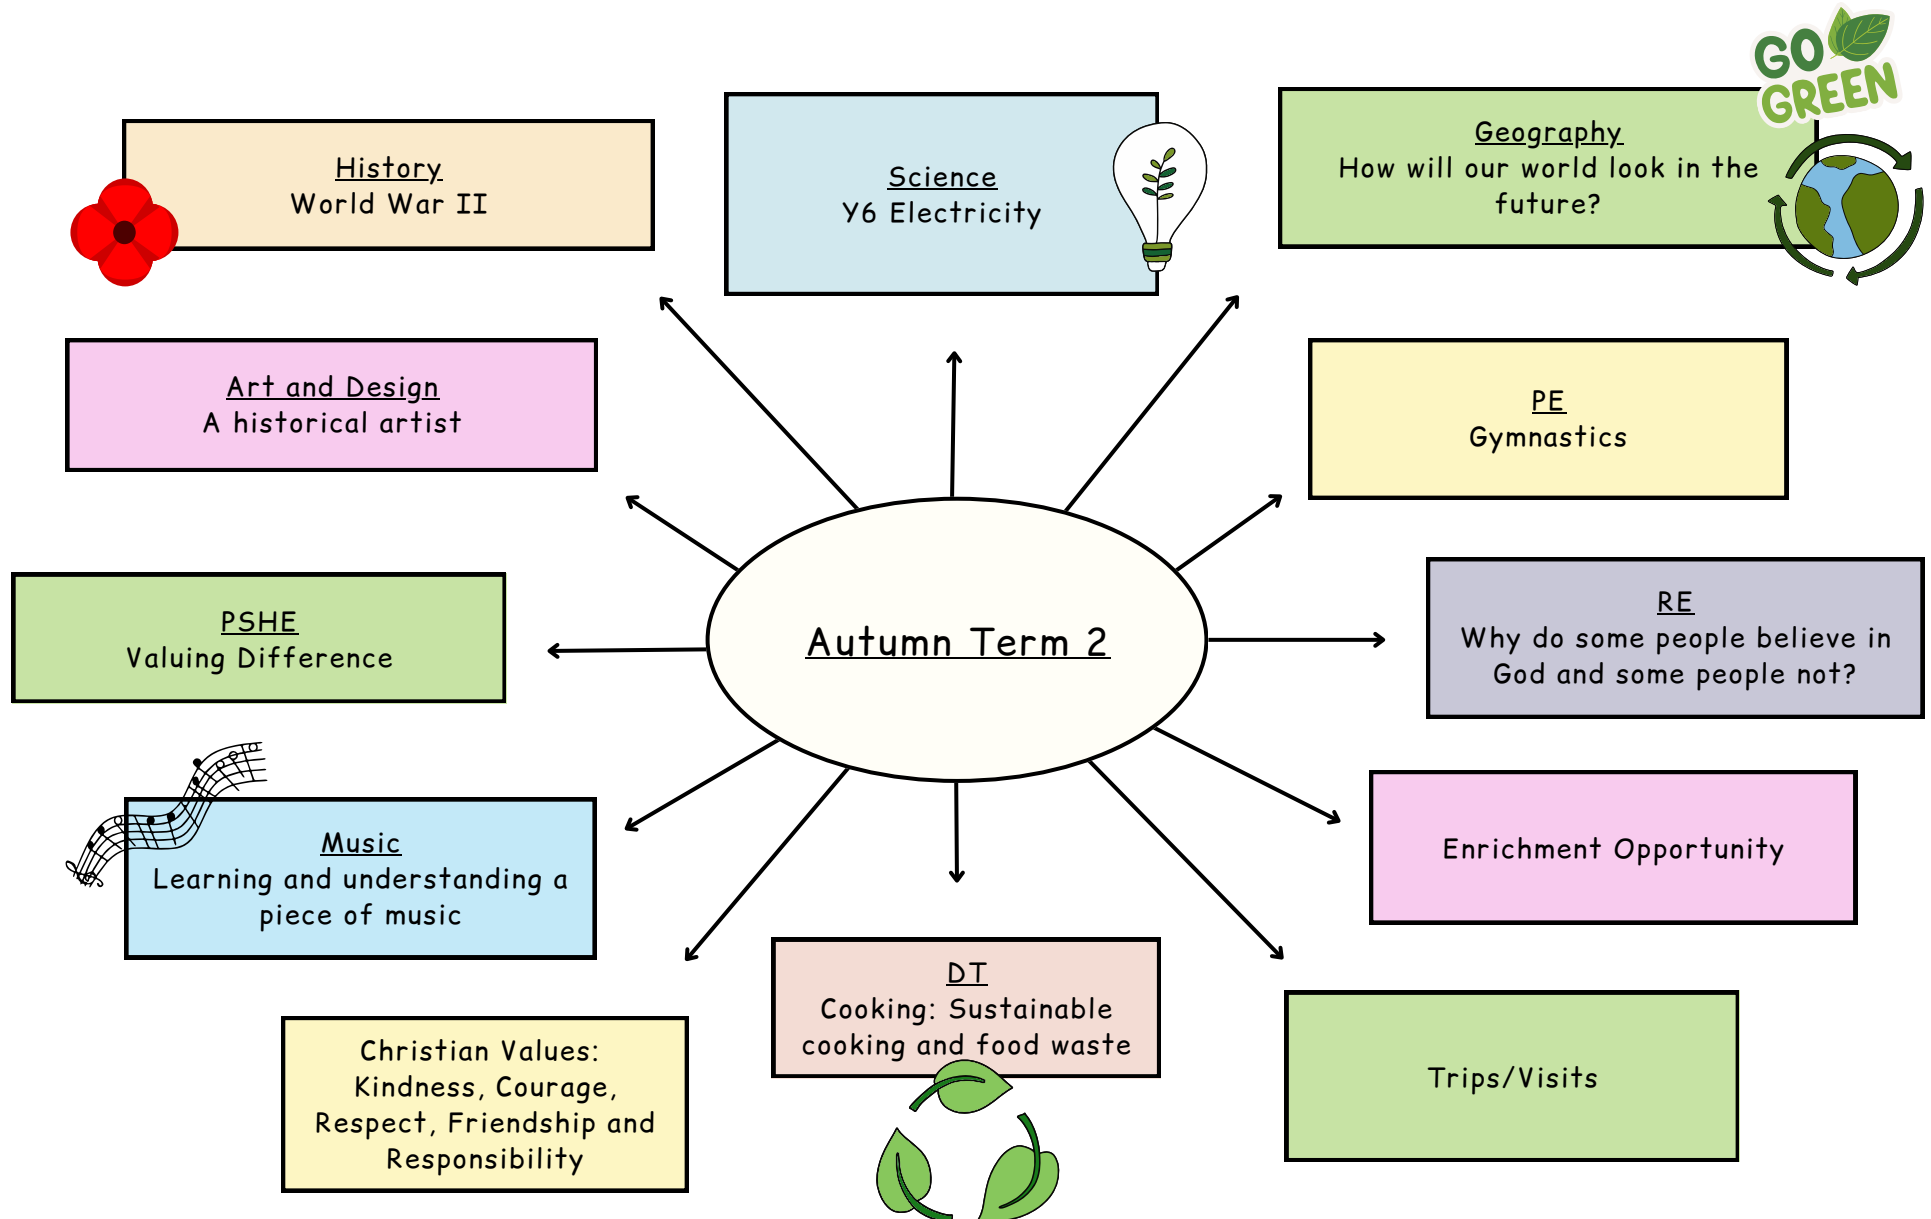 GO
GREEN
History
World War II
Science
Y6 Electricity
Geography
How will our world look in the
future?
Art and Design
A historical artist
PE
Gymnastics
PSHE
Valuing Difference
Autumn Term 2
RE
Why do some people believe in
God and some people not?
Music
Learning and understanding a
piece of music
Enrichment Opportunity
Christian Values:
Kindness, Courage,
Respect, Friendship and
Responsibility
DT
Cooking: Sustainable
cooking and food waste
Trips/Visits